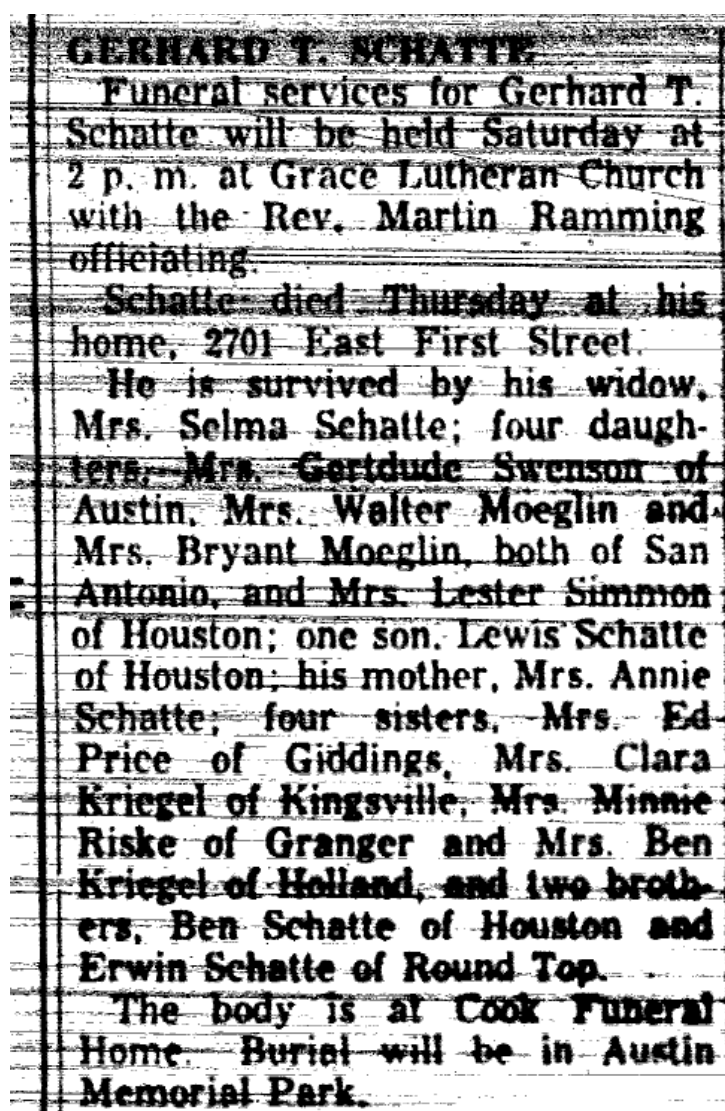 GERHARD T. SCHATTE
Funeral services for Gerhard T.
Schatte will be held Saturday at
2 p. m. at Grace Lutheran Church
with the Rev. Martin Ramming
officiating.
Schatte died Thursday at his
home, 2701 East First Street.
He is survived by his widow,
Mrs. Selma Schatte; four daugh-
ters, Mrs. Gertdude Swenson of
Austin, Mrs. Walter Moeglin and
Mrs. Bryant Moeglin, both of San
Antonio, and Mrs. Lester Simmon
of Houston; one son, Lewis Schatte
of Houston; his mother, Mrs. Annie
Schatte; four sisters, Mrs. Ed
Price of Giddings, Mrs. Clara
Kriegel of Kingsville, Mrs. Minnie
Riske of Granger and Mrs. Ben
Kriegel of Holland, and two broth-
ers, Ben Schatte of Houston and
Erwin Schatte of Round Top.
The body is at Cook Funeral
Home. Burial will be in Austin
Memorial Park.